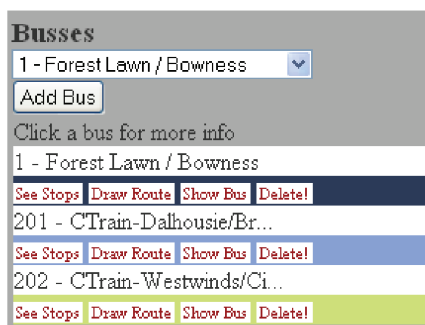 Busses
1 - Forest Lawn / Bowness
Add Bus
Click a bus for more info
1 - Forest Lawn / Bowness
See Stops Draw Route Show Bus Delete!
201 - CTrain-Dalhousie/Br...
See Stops Draw Route Show Bus Delete!
202 - CTrain-Westwinds/Ci...
See Stops Draw Route Show Bus Delete!